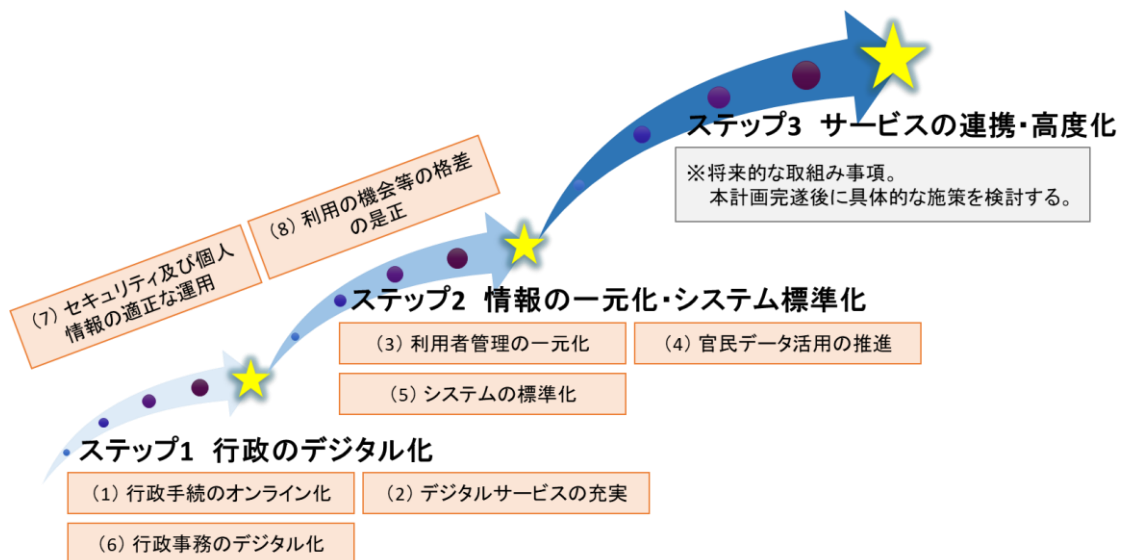 ステップ3 サービスの連携・高度化
※将来的な取組み事項。
本計画完遂後に具体的な施策を検討する。
(8) 利用の機会等の格差
の是正
(7) セキュリティ及び個人
情報の適正な運用
ステップ2 情報の一元化・システム標準化
(3) 利用者管理の一元化
(4) 官民データ活用の推進
(5) システムの標準化
ステップ1 行政のデジタル化
(1) 行政手続のオンライン化
(2) デジタルサービスの充実
(6) 行政事務のデジタル化